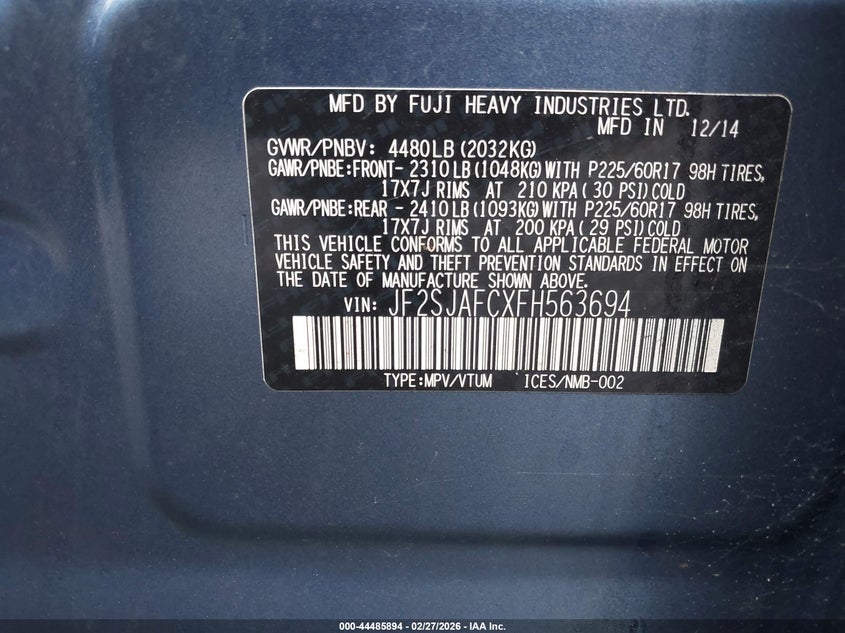 MFD BY FUJI HEAVY INDUSTRIES LTD.
MFD IN 12/14
GVWR/PNBV: 4480LB(2032KG)
GAWR/PNBE:FRONT- 2310LB(1048KG)WITH P225/60R17 98H TIRES,
17X7J RIMS AT 210 KPA( 30 PSI)COLD
GAWR/PNBE:REAR - 2410LB(1093KG)WITH P225/60R17 98H TIRES,
17X7J RIMS AT 200 KPA( 29 PSI)COLD
THIS VEHICLE CONFORMS TO ALL APPLICABLE FEDERAL MOTOR
VEHICLE SAFETY AND THEFT PREVENTION STANDARDS IN EFFECT ON
THE DATE OF MANUFACTURE SHOWN ABOVE.
VIN: JF2SJAFCXFH563694
TYPE:MPV/VTUM ICES/NMB-002
000-44485894 - 02/27/2026 - IAA Inc.